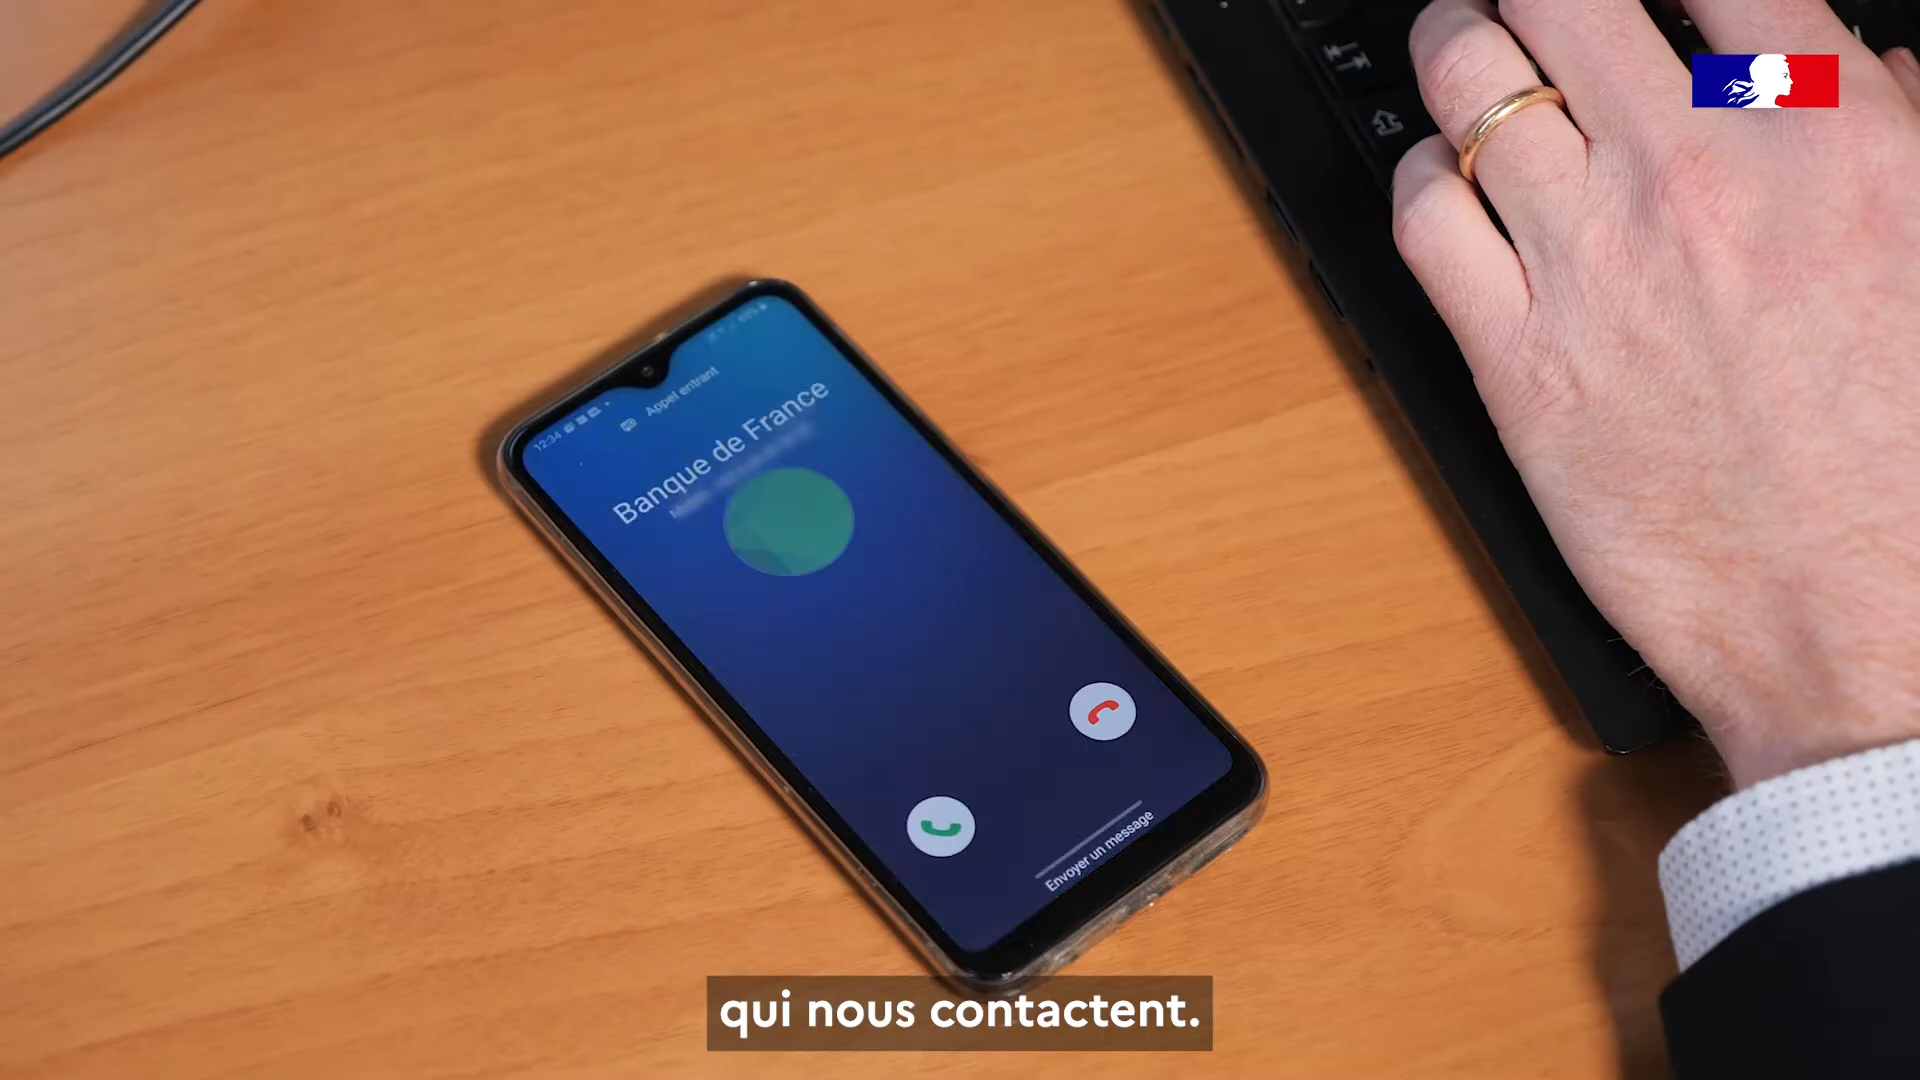 12:34
Appel entrant
Banque de France
Envoyer un message
qui nous contactent.